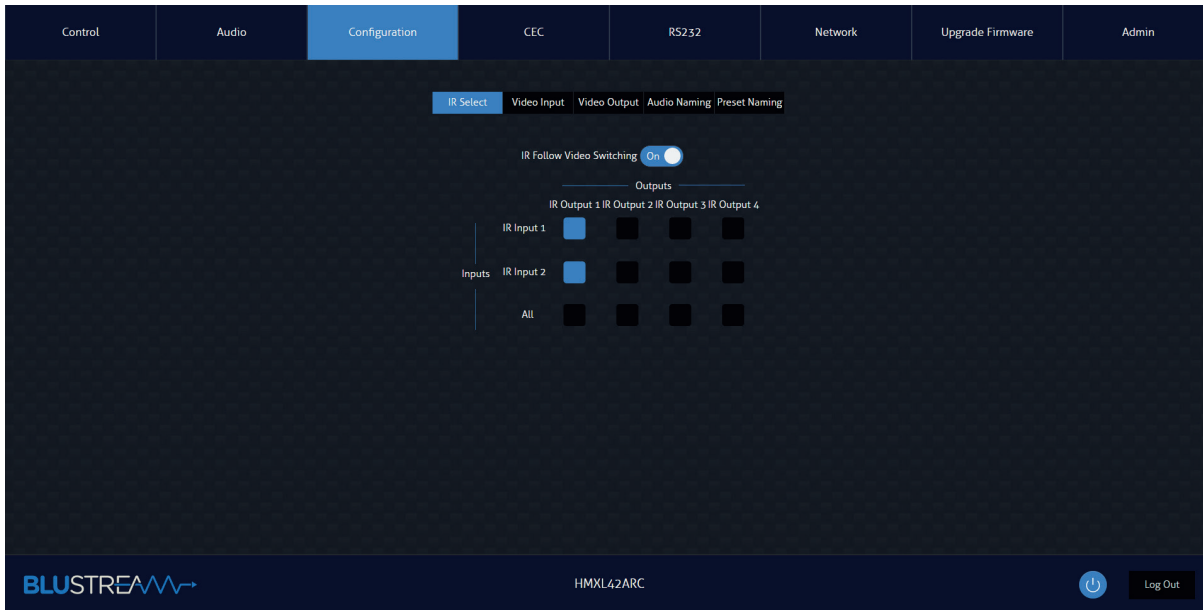 Control Audio Configuration CEC RS232 Network Upgrade Firmware Admin
IR Select Video Input Video Output Audio Naming Preset Naming
IR Follow Video Switching On
Outputs
IR Output 1 IR Output 2 IR Output 3 IR Output 4
IR Input 1
Inputs IR Input 2
All
BLUSTREAM HMXL42ARC Log Out